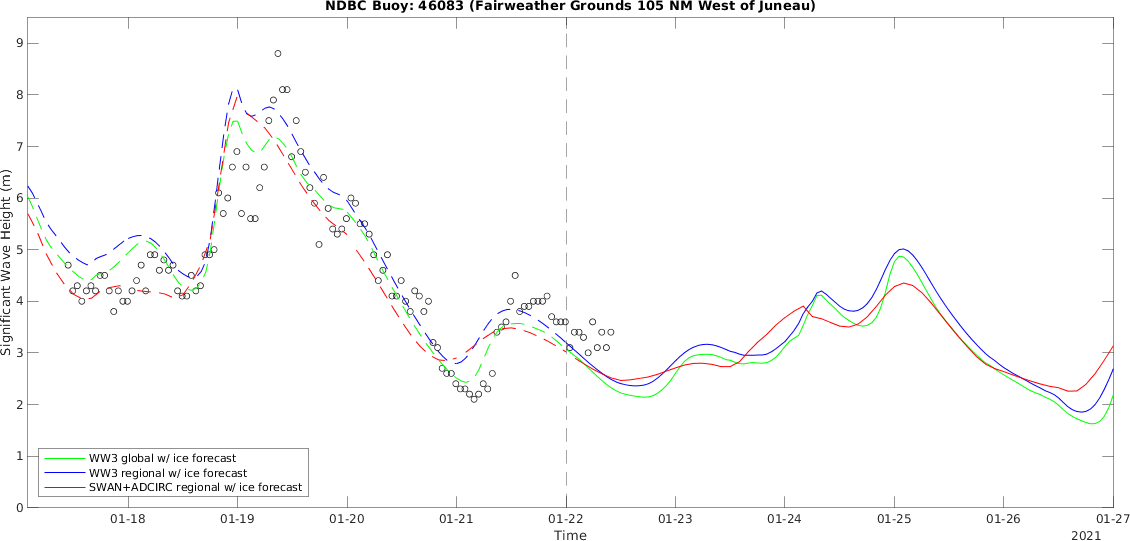 NDBC Buoy: 46083 (Fairweather Grounds 105 NM West of Juneau)
Significant Wave Height (m)
9
8
7
6
5
4
3
2
1
0
WW3 global w/ ice forecast
WW3 regional w/ ice forecast
SWAN+ADCIRC regional w/ ice forecast
01-18 01-19 01-20 01-21 01-22 01-23 01-24 01-25 01-26 01-27
Time
2021